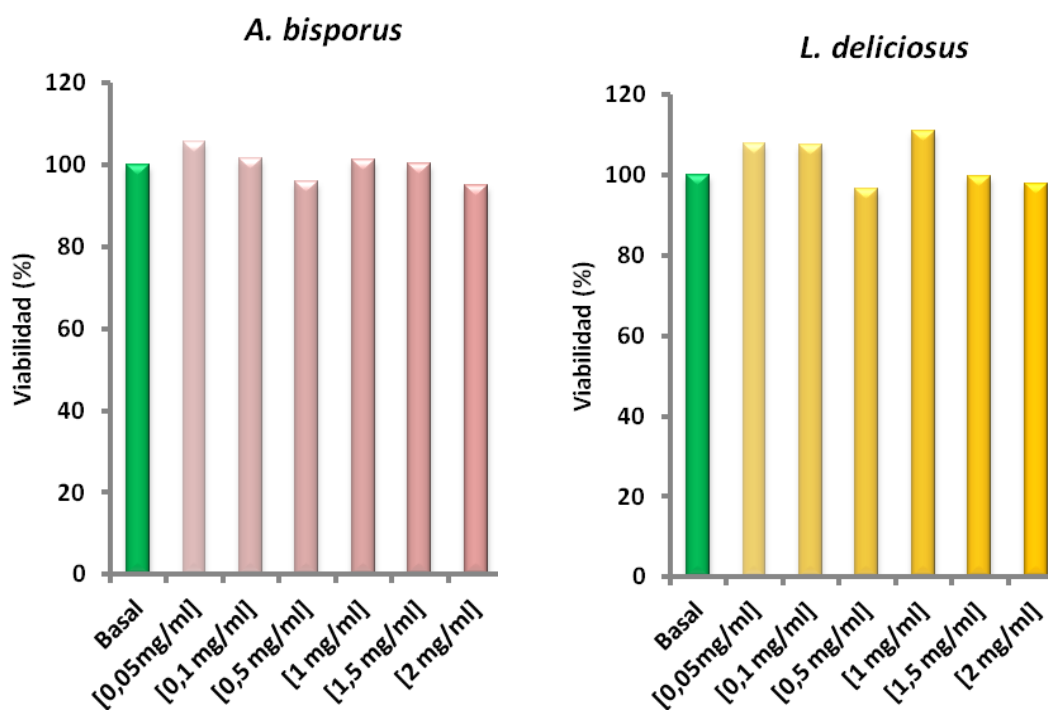 A. bisporus
120
100
80
60
40
20
0
Viabilidad (%)
Basal
[0,05mg/ml]
[0,1 mg/ml]
[0,5 mg/ml]
[1 mg/ml]
[1,5 mg/ml]
[2 mg/ml]
L. deliciosus
120
100
80
60
40
20
0
Viabilidad (%)
Basal
[0,05mg/ml]
[0,1 mg/ml]
[0,5 mg/ml]
[1 mg/ml]
[1,5 mg/ml]
[2 mg/ml]